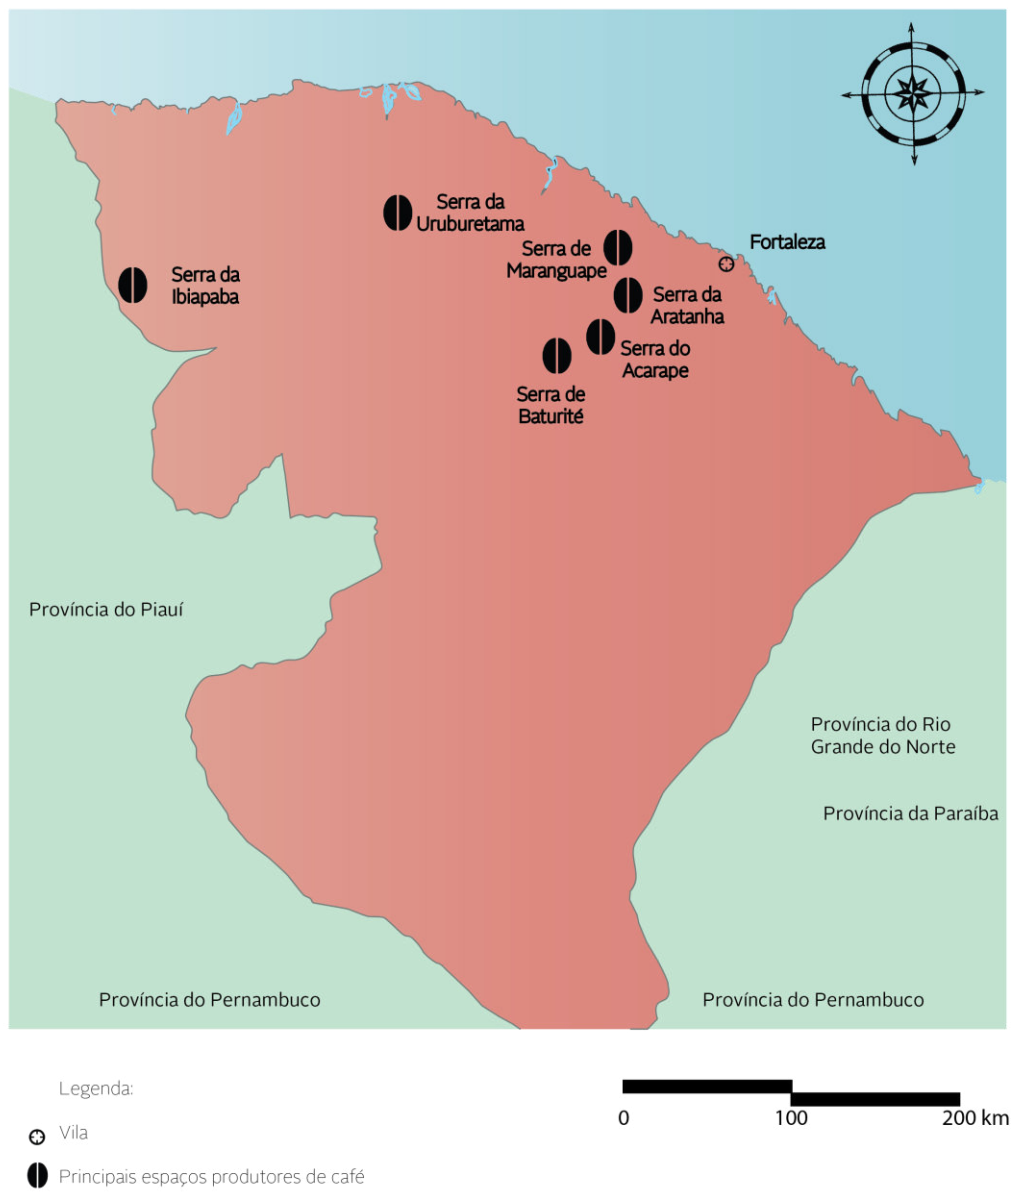 Serra da
Uruburetama
Serra de
Maranguape
Fortaleza
Serra da
Ibiapaba
Serra da
Aratanha
Serra do
Acarape
Serra de
Baturité
Província do Piauí
Província do Rio
Grande do Norte
Província da Paraíba
Província do Pernambuco
Província do Pernambuco
Legenda:
Vila
Principais espaços produtores de café
0
100
200 km